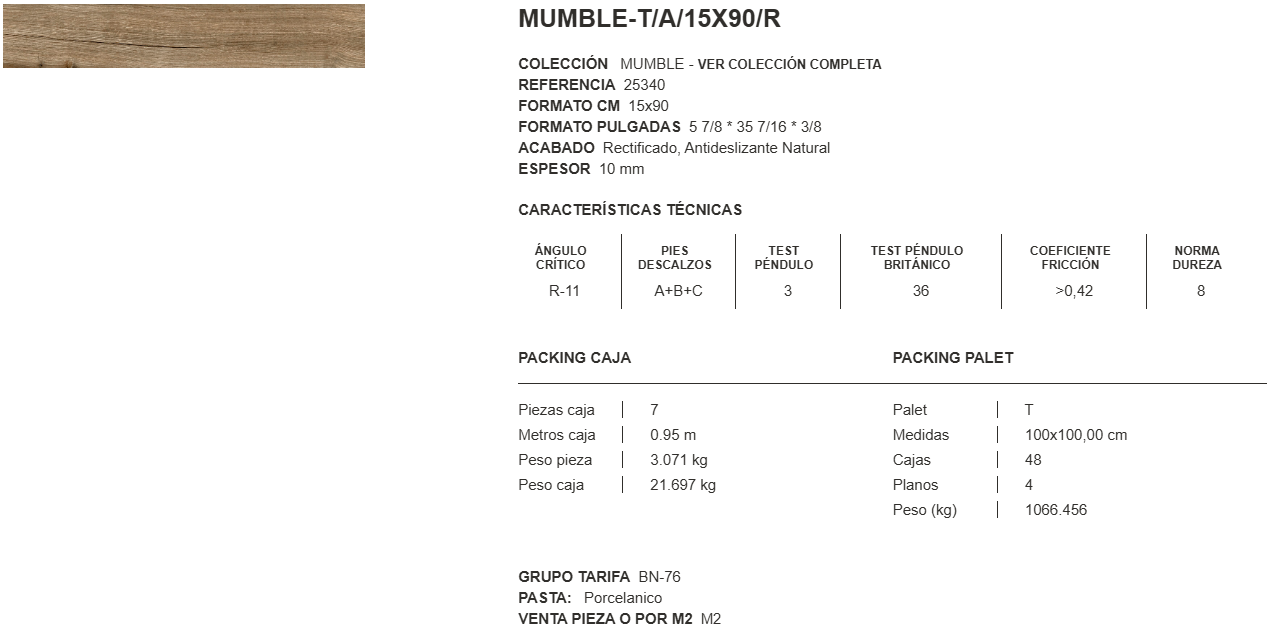 MUMBLE-T/A/15X90/R
COLECCIÓN MUMBLE - VER COLECCIÓN COMPLETA
REFERENCIA 25340
FORMATO CM 15x90
FORMATO PULGADAS 5 7/8 * 35 7/16 * 3/8
ACABADO Rectificado, Antideslizante Natural
ESPESOR 10 mm
CARACTERÍSTICAS TÉCNICAS
ÁNGULO CRÍTICO
R-11
PIES DESCALZOS
A+B+C
TEST PÉNDULO
3
TEST PÉNDULO BRITÁNICO
36
COEFICIENTE FRICCIÓN
>0,42
NORMA DUREZA
8
PACKING CAJA
Piezas caja 7
Metros caja 0.95 m
Peso pieza 3.071 kg
Peso caja 21.697 kg
PACKING PALET
Palet T
Medidas 100x100,00 cm
Cajas 48
Planos 4
Peso (kg) 1066.456
GRUPO TARIFA BN-76
PASTA: Porcelanico
VENTA PIEZA O POR M2 M2